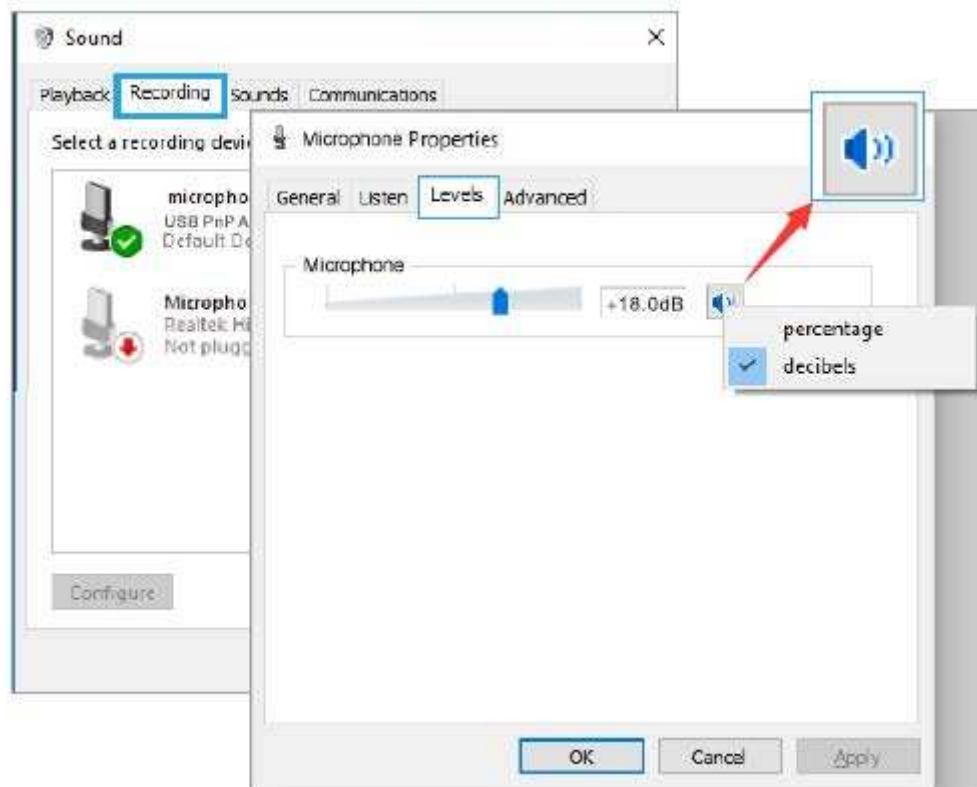 Sound
Playback Recording Sounds Communications
Select a recording devi
micropho
USB PnP A
Default De
Micropho
Realtek Hi
Not plugg
Configure
Microphone Properties
General Listen Levels Advanced
Microphone
+18.0dB
percentage
decibels
OK Cancel Apply